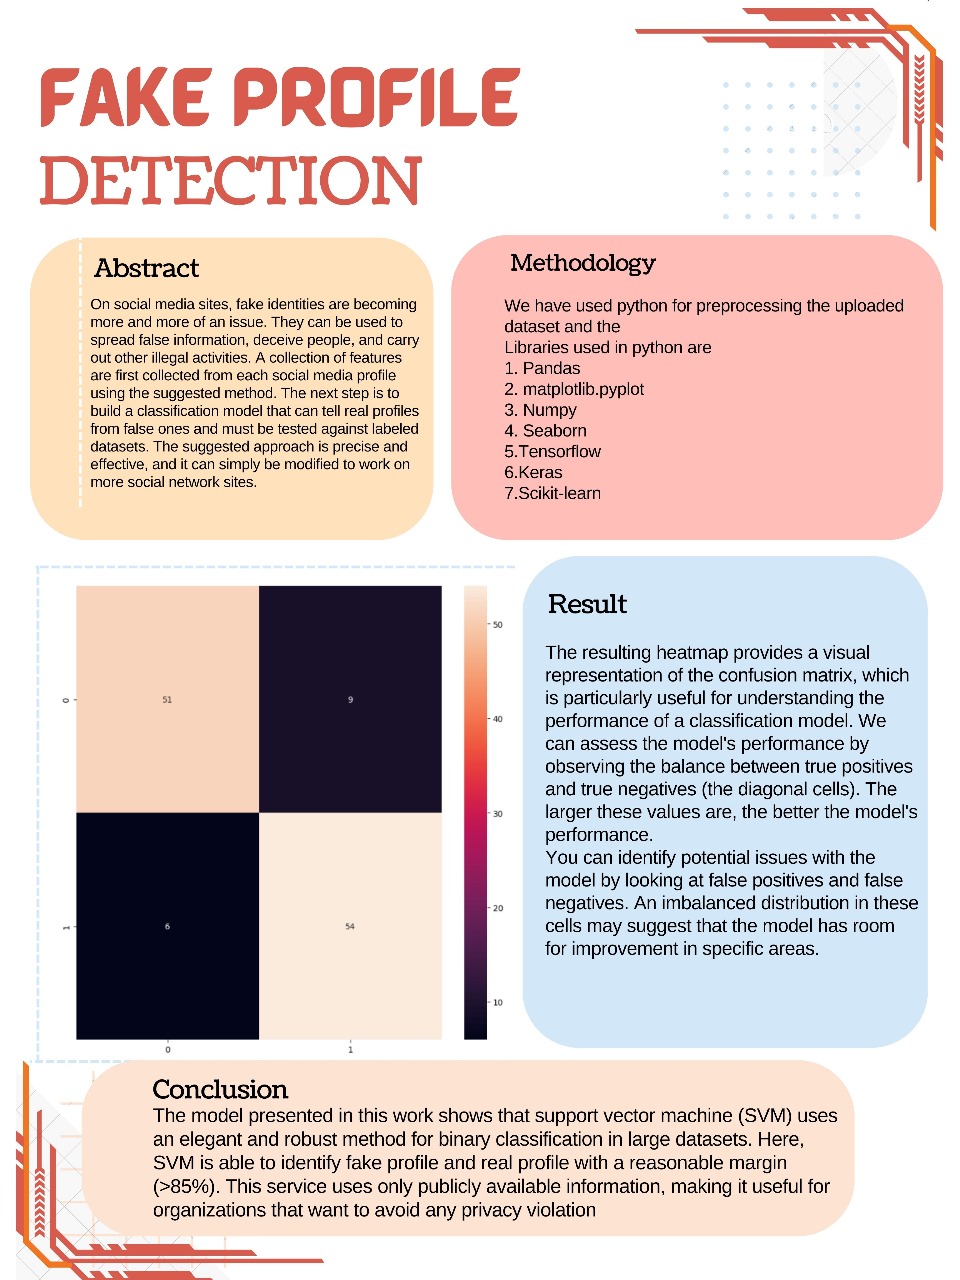 FAKE PROFILE
DETECTION
Abstract
On social media sites, fake identities are becoming
more and more of an issue. They can be used to
spread false information, deceive people, and carry
out other illegal activities. A collection of features
are first collected from each social media profile
using the suggested method. The next step is to
build a classification model that can tell real profiles
from false ones and must be tested against labeled
datasets. The suggested approach is precise and
effective, and it can simply be modified to work on
more social network sites.
Methodology
We have used python for preprocessing the uploaded
dataset and the
Libraries used in python are
1. Pandas
2. matplotlib.pyplot
3. Numpy
4. Seaborn
5.Tensorflow
6.Keras
7.Scikit-learn
0
51
9
1
6
54
0
1
50
40
30
20
10
Result
The resulting heatmap provides a visual
representation of the confusion matrix, which
is particularly useful for understanding the
performance of a classification model. We
can assess the model's performance by
observing the balance between true positives
and true negatives (the diagonal cells). The
larger these values are, the better the model's
performance.
You can identify potential issues with the
model by looking at false positives and false
negatives. An imbalanced distribution in these
cells may suggest that the model has room
for improvement in specific areas.
Conclusion
The model presented in this work shows that support vector machine (SVM) uses
an elegant and robust method for binary classification in large datasets. Here,
SVM is able to identify fake profile and real profile with a reasonable margin
(>85%). This service uses only publicly available information, making it useful for
organizations that want to avoid any privacy violation